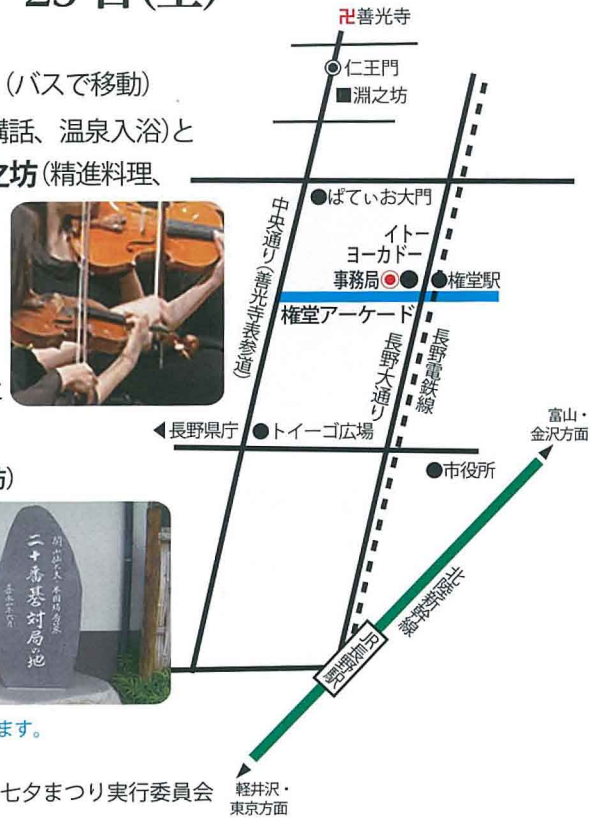 23日(土)
(バスで移動)
講話、温泉入浴)と
之坊(精進料理、
卍善光寺
仁王門
■淵之坊
●ぱてぃお大門
中央通り(善光寺表参道)
イトー
ヨーカドー
事務局
●権堂駅
権堂アーケード
長野大通り
長野電鉄線
◀長野県庁
●トイーゴ広場
●市役所
富山・
金沢方面
北陸新幹線
JR長野駅
軽井沢・
東京方面
二十番碁対局の地
ます。
七夕まつり実行委員会